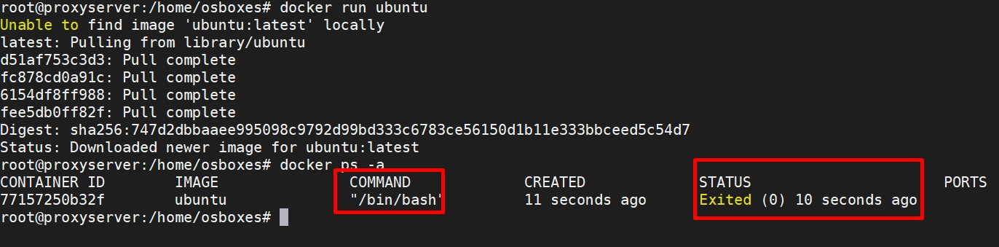 root@proxyserver:/home/osboxes# docker run ubuntu
Unable to find image 'ubuntu:latest' locally
latest: Pulling from library/ubuntu
d51af753c3d3: Pull complete
fc878cd0a91c: Pull complete
6154df8ff988: Pull complete
fee5db0ff82f: Pull complete
Digest: sha256:747d2dbbaaee995098c9792d99bd333c6783ce56150d1b11e333bbceed5c54d7
Status: Downloaded newer image for ubuntu:latest
root@proxyserver:/home/osboxes# docker ps -a
CONTAINER ID        IMAGE               COMMAND             CREATED             STATUS                      PORTS
77157250b32f        ubuntu              "/bin/bash"         11 seconds ago      Exited (0) 10 seconds ago
root@proxyserver:/home/osboxes#